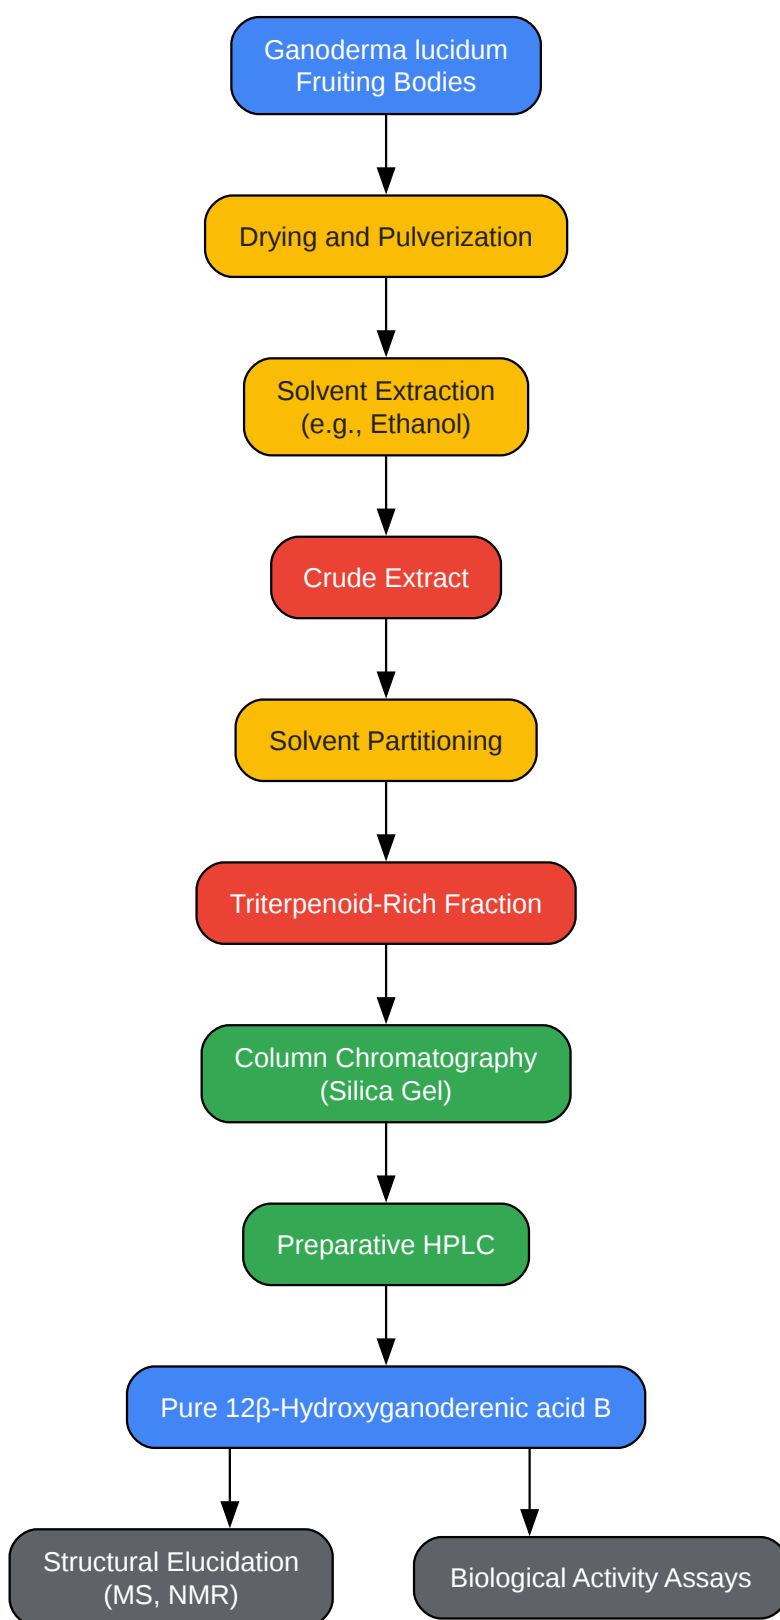 Ganoderma lucidum
Fruiting Bodies
Drying and Pulverization
Solvent Extraction
(e.g., Ethanol)
Crude Extract
Solvent Partitioning
Triterpenoid-Rich Fraction
Column Chromatography
(Silica Gel)
Preparative HPLC
Pure 12β-Hydroxyganoderenic acid B
Structural Elucidation
(MS, NMR)
Biological Activity Assays